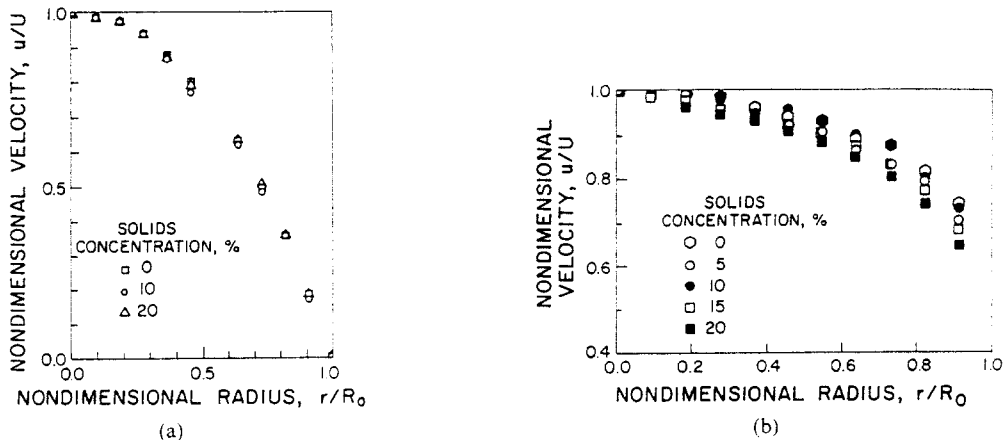 NONDIMENSIONAL VELOCITY, u/U
1.0
0.5
0.0
SOLIDS
CONCENTRATION, %
0
10
20
0.0 0.5 1.0
NONDIMENSIONAL RADIUS, r/R₀
(a)
NONDIMENSIONAL
VELOCITY, u/U
1.0
0.8
0.6
0.4
SOLIDS
CONCENTRATION, %
0
5
10
15
20
0.0 0.2 0.4 0.6 0.8 1.0
NONDIMENSIONAL RADIUS, r/R₀
(b)